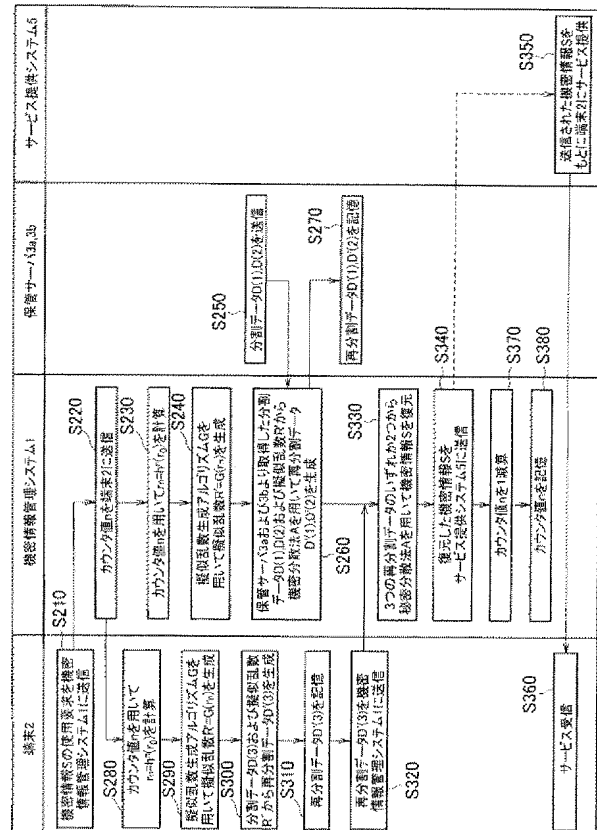 端末2
機密情報管理システム1
保管サーバ3a,3b
サービス提供システム5
S210
機密情報Sの使用要求を機密
情報管理システム1に送信
S220
カウンタ値nを端末2に送信
S280
カウンタ値nを用いて
rn=hⁿ(r₀)を計算
S230
カウンタ値nを用いてrn=hⁿ(r₀)を計算
S290
擬似乱数生成アルゴリズムGを
用いて擬似乱数R'=G(rn)を生成
S240
擬似乱数生成アルゴリズムGを
用いて擬似乱数R'=G(rn)を生成
S250
分割データD(1),D(2)を送信
S300
分割データD(3)および擬似乱数
R'から再分割データD'(3)を生成
保管サーバ3aおよび3bより取得した分割
データD(1),D(2)および擬似乱数R'から
機密分散法Aを用いて再分割データ
D'(1),D'(2)を生成
S260
S270
再分割データD'(1),D'(2)を記憶
S310
再分割データD'(3)を記憶
S320
再分割データD'(3)を機密
情報管理システム1に送信
S330
3つの再分割データのいずれか2つから
秘密分散法Aを用いて機密情報Sを復元
S340
復元した機密情報Sを
サービス提供システム5に送信
S350
送信された機密情報Sを
もとに端末2にサービス提供
S370
カウンタ値nを1減算
S380
カウンタ値nを記憶
S360
サービス受信